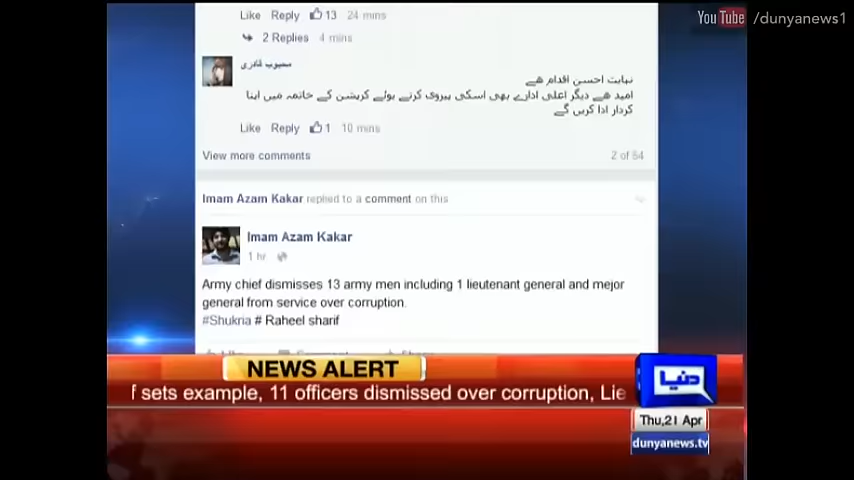 Like Reply 13 24 mins
YouTube /dunyanews1
2 Replies 4 mins
محبوب قادری
نہایت احسن اقدام ھے
امید ھے دیگر اعلی ادارے بھی اسکی پیروی کرتے ہوئے کرپشن کے خاتمہ میں اپنا
کردار ادا کریں گے
Like Reply 1 10 mins
View more comments 2 of 54
Imam Azam Kakar replied to a comment on this
Imam Azam Kakar
1 hr
Army chief dismisses 13 army men including 1 lieutenant general and mejor
general from service over corruption.
#Shukria # Raheel sharif
NEWS ALERT
f sets example, 11 officers dismissed over corruption, Lie
دنیا
Thu,21 Apr
dunyanews.tv